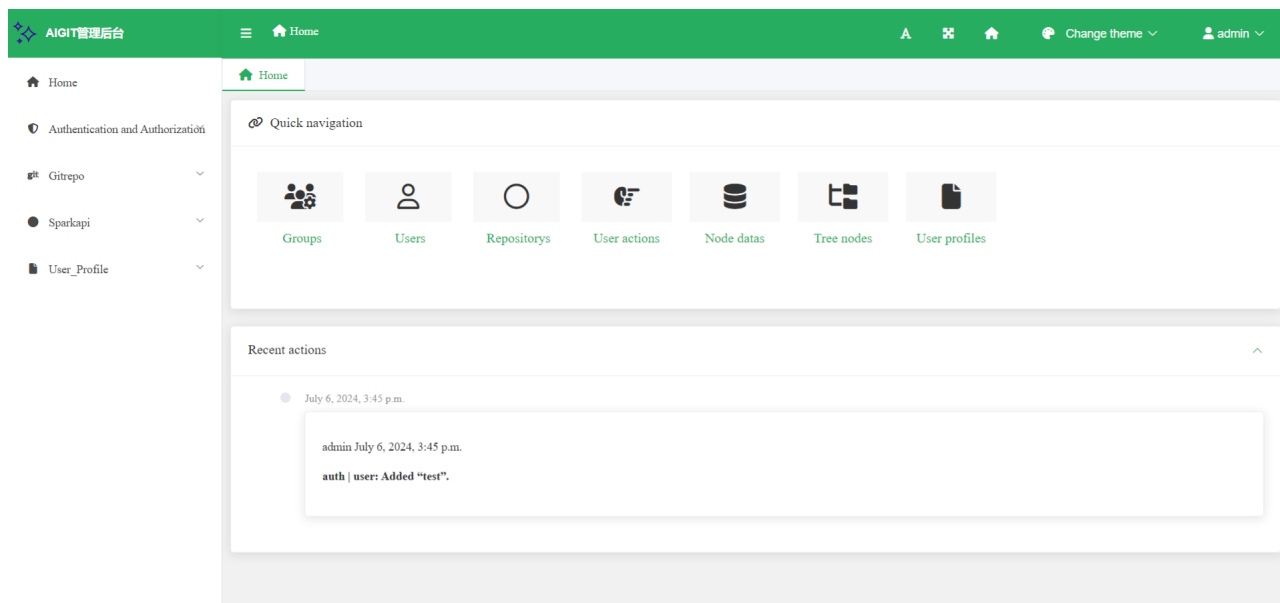 AIGIT管理后台
Home
A
Change theme
admin
Home
Authentication and Authorization
git Gitrepo
Sparkapi
User_Profile
Home
Quick navigation
Groups
Users
Repositorys
User actions
Node datas
Tree nodes
User profiles
Recent actions
July 6, 2024, 3:45 p.m.
admin July 6, 2024, 3:45 p.m.
auth | user: Added “test”.